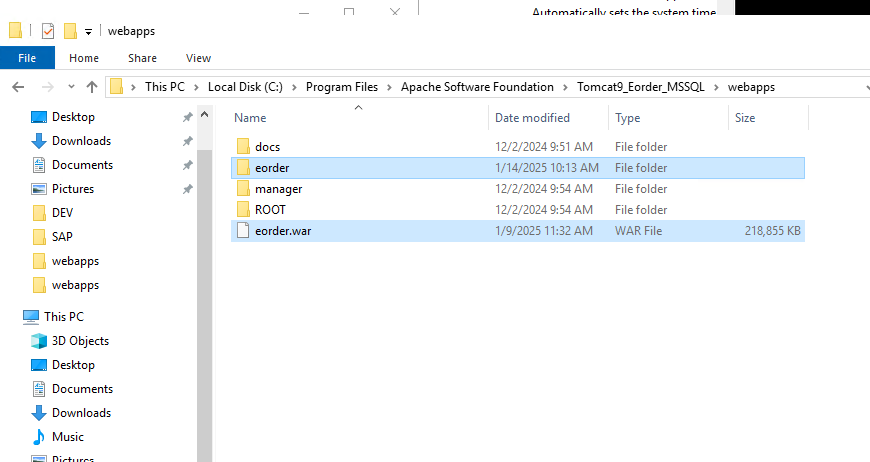 Automatically sets the system time
webapps
File Home Share View
This PC Local Disk (C:) Program Files Apache Software Foundation Tomcat9_Eorder_MSSQL webapps
Name Date modified Type Size
Desktop
Downloads
Documents
Pictures
DEV
SAP
webapps
webapps
This PC
3D Objects
Desktop
Documents
Downloads
Music
Pictures
docs 12/2/2024 9:51 AM File folder
eorder 1/14/2025 10:13 AM File folder
manager 12/2/2024 9:54 AM File folder
ROOT 12/2/2024 9:54 AM File folder
eorder.war 1/9/2025 11:32 AM WAR File 218,855 KB